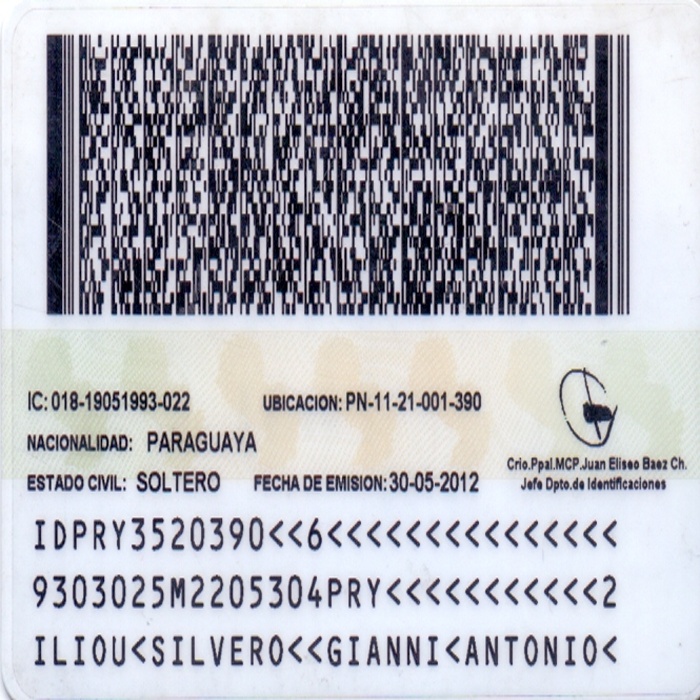 IC: 018-19051993-022 UBICACION: PN-11-21-001-390
NACIONALIDAD: PARAGUAYA
Crio.Ppal.MCP.Juan Eliseo Baez Ch.
ESTADO CIVIL: SOLTERO FECHA DE EMISION: 30-05-2012
Jefe Dpto.de Identificaciones
IDPRY3520390<<6<<<<<<<<<<<<<<<
9303025M2205304PRY<<<<<<<<<<<2
ILIOU<SILVERO<<GIANNI<ANTONIO<